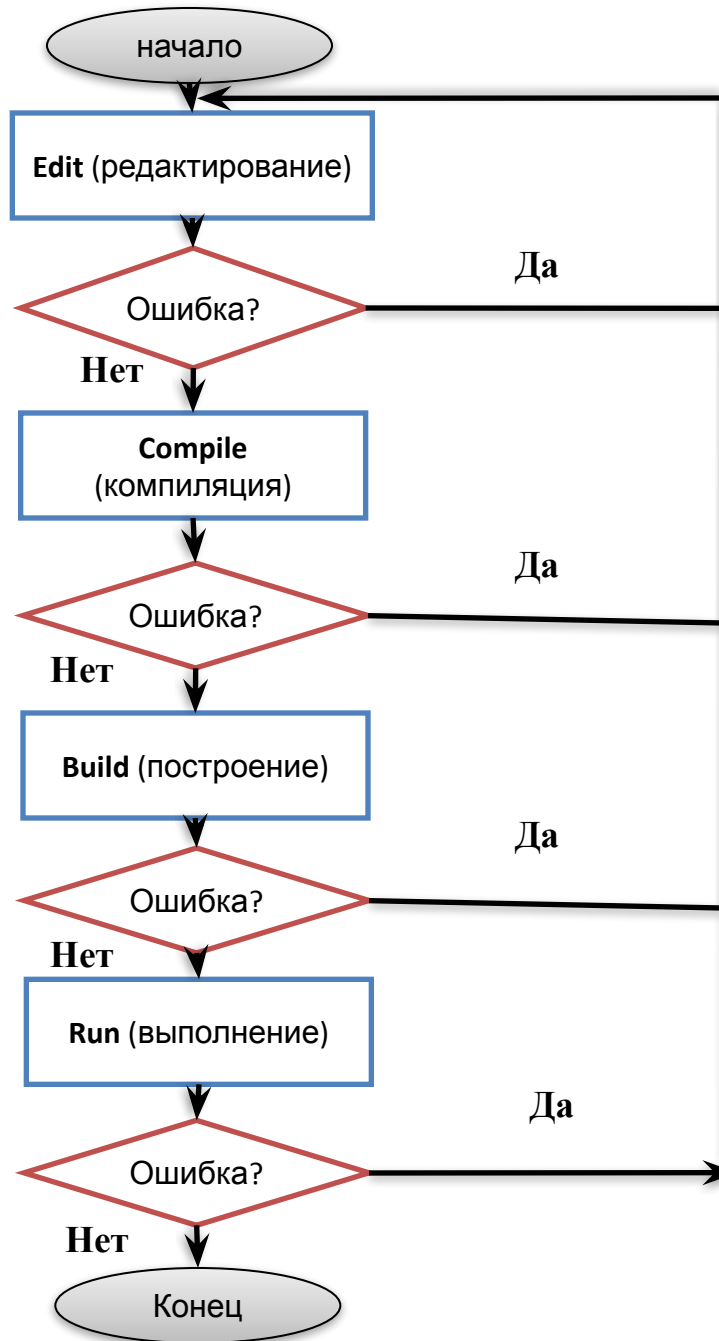 начало
Edit (редактирование)
Да
Ошибка?
Нет
Compile
(компиляция)
Да
Ошибка?
Нет
Build (построение)
Да
Ошибка?
Нет
Run (выполнение)
Да
Ошибка?
Нет
Конец